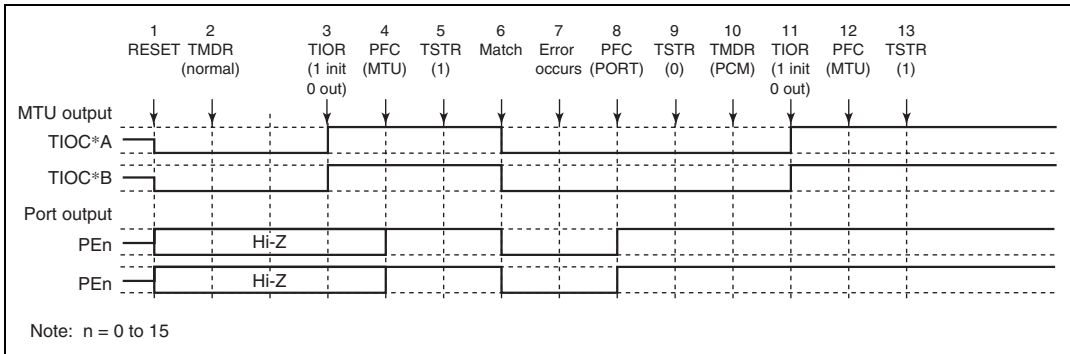 1 2 3 4 5 6 7 8 9 10 11 12 13
RESET TMDR TIOR PFC TSTR Match Error PFC TSTR TMDR TIOR PFC TSTR
(normal) (1 init (MTU) (1) occurs (PORT) (0) (PCM) (1 init (MTU) (1)
0 out) 0 out)
MTU output
TIOC*A
TIOC*B
Port output
PEn Hi-Z
PEn Hi-Z
Note: n = 0 to 15